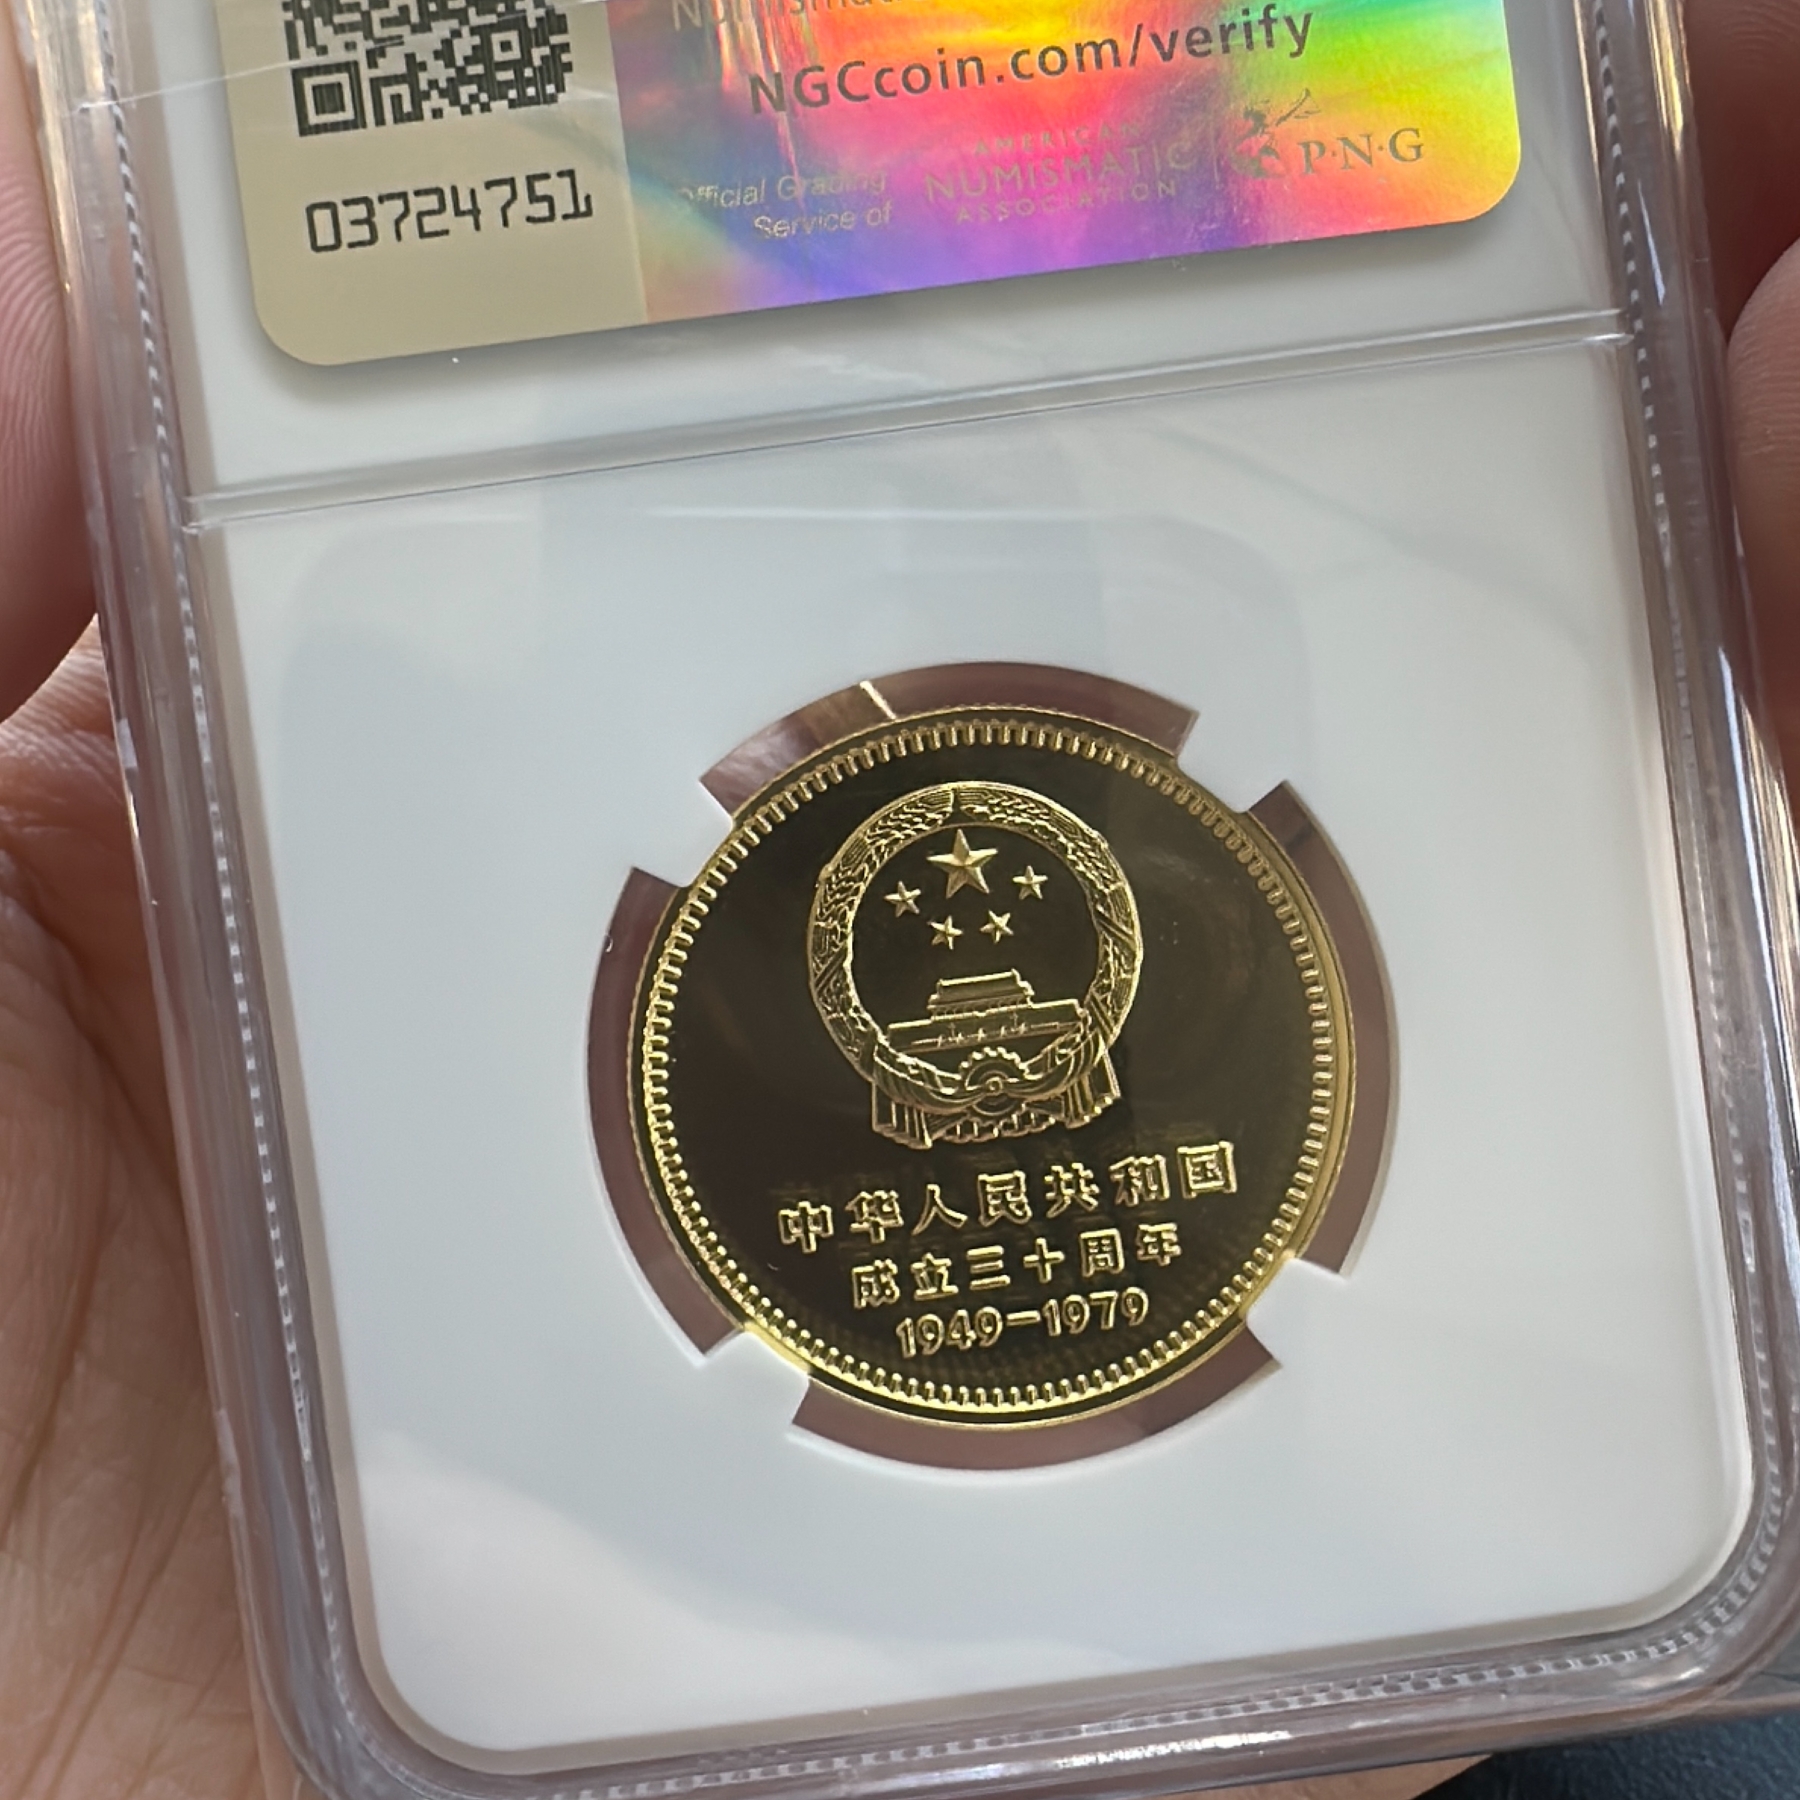 Numismatic
NGCcoin.com/verify
03724751
Official Grading
Service of
AMERICAN
NUMISMATIC
ASSOCIATION
P·N·G
中华人民共和国
成立三十周年
1949-1979